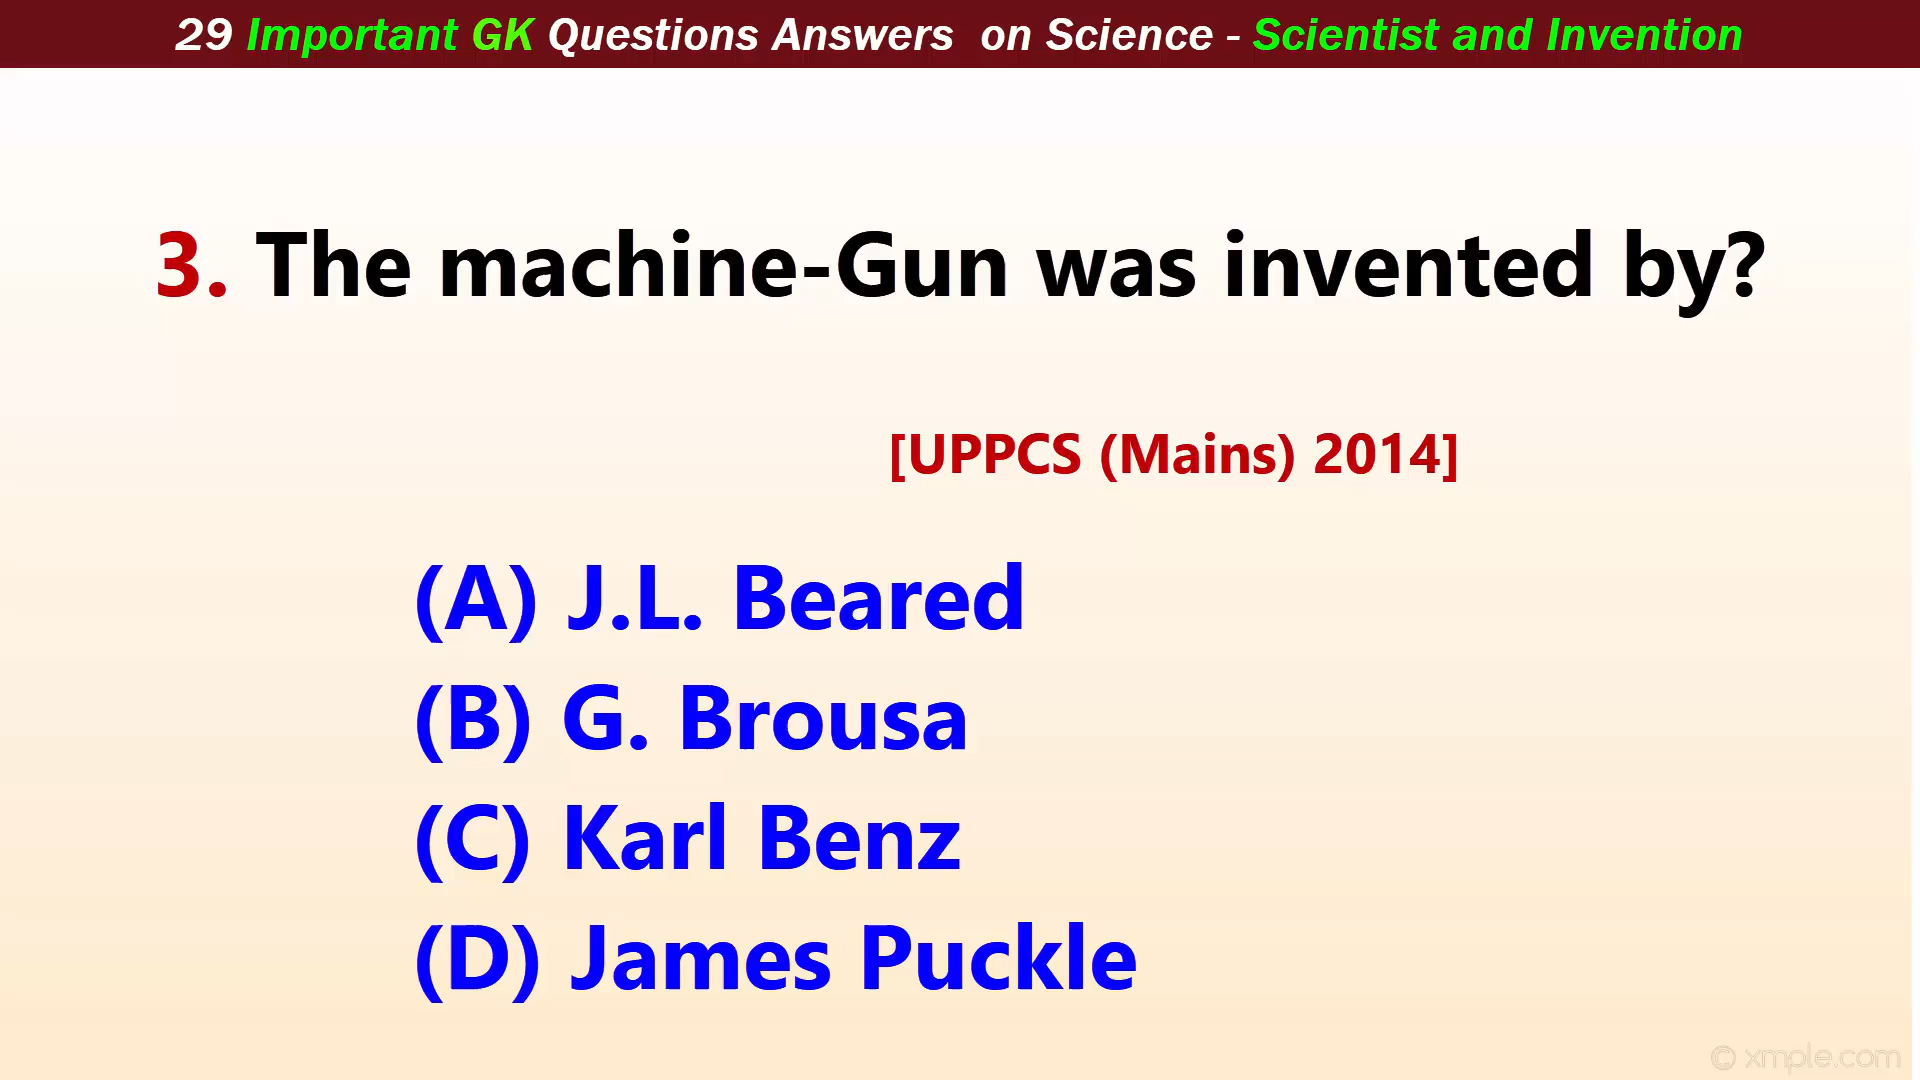 29 Important GK Questions Answers on Science - Scientist and Invention
3. The machine-Gun was invented by?
[UPPCS (Mains) 2014]
(A) J.L. Beared
(B) G. Brousa
(C) Karl Benz
(D) James Puckle
© xmple.com